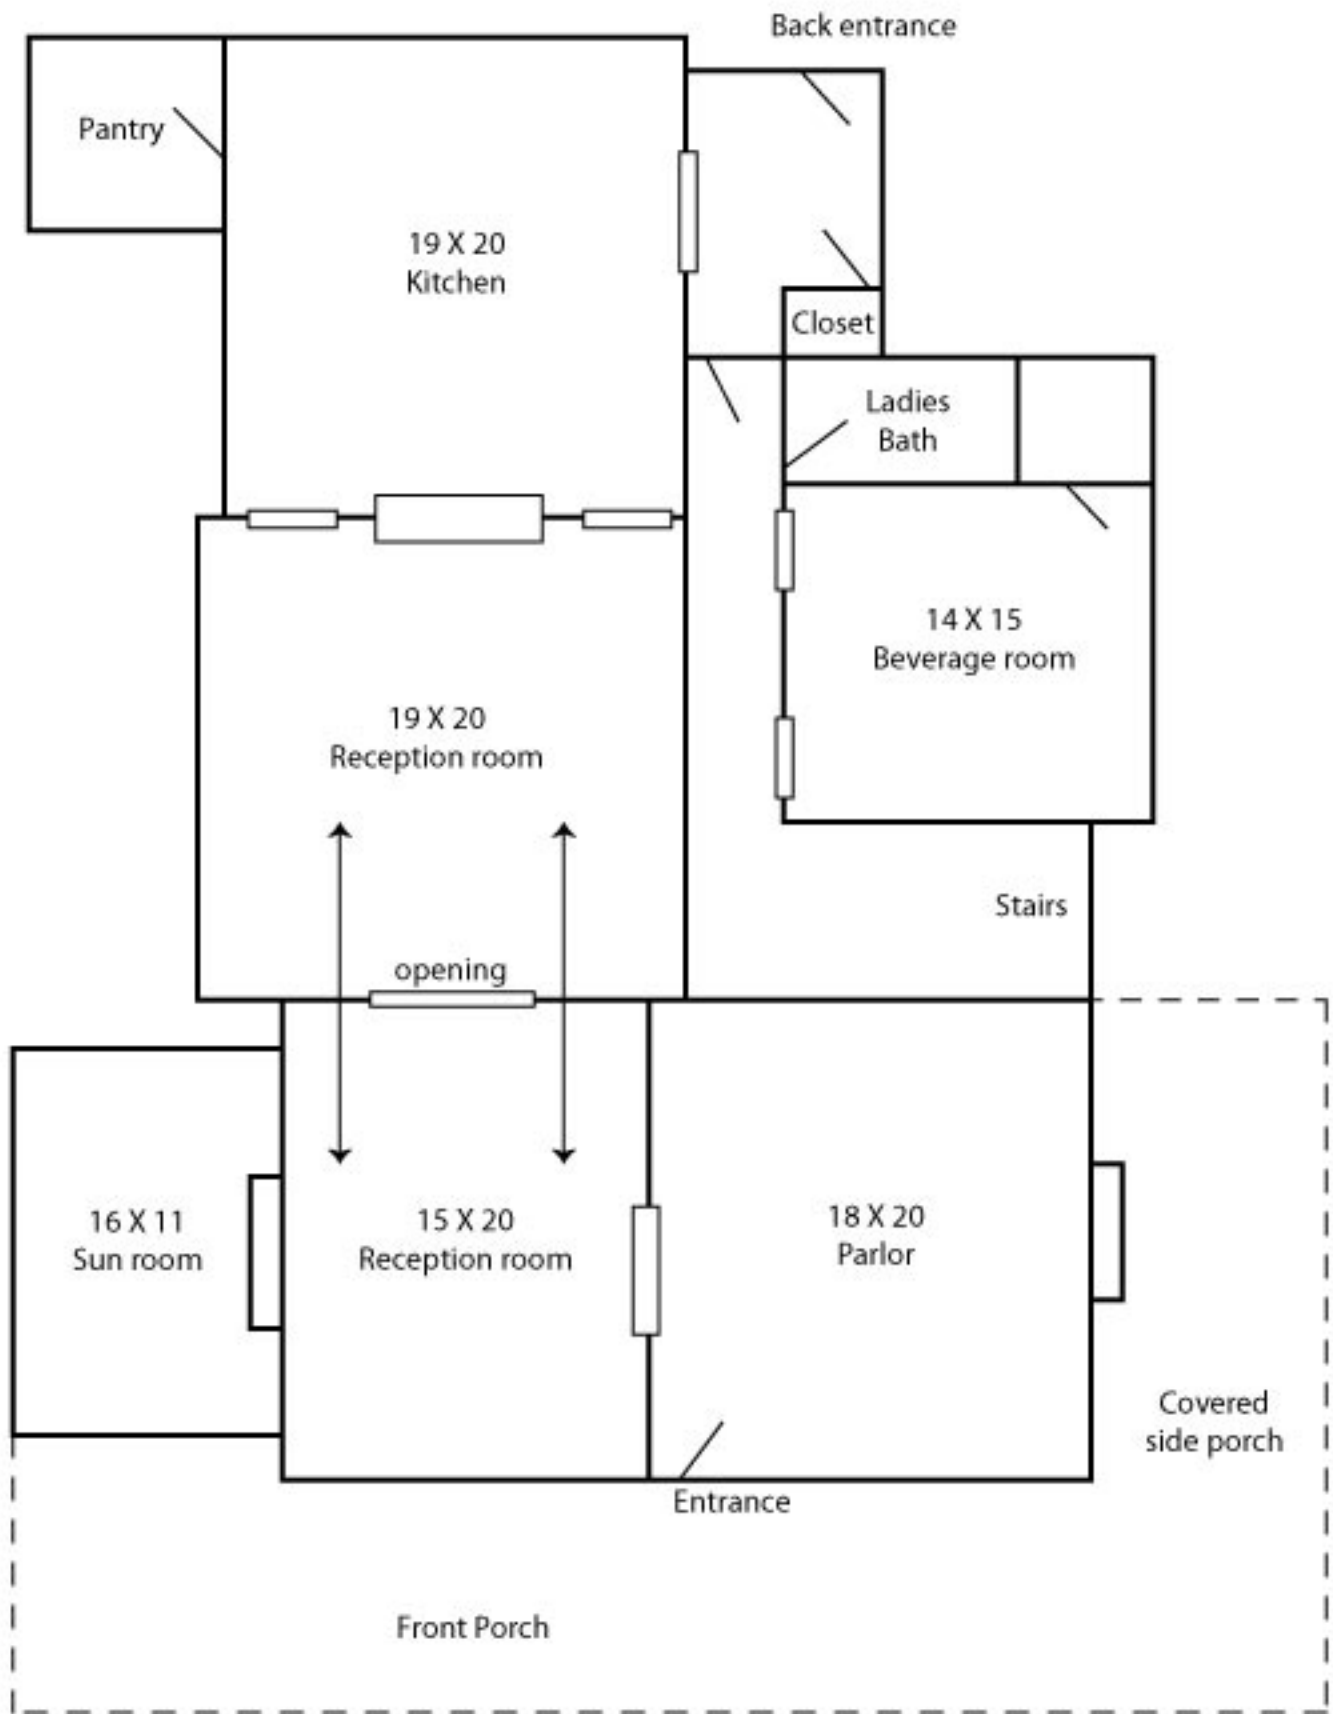 Back entrance
Pantry
19 X 20
Kitchen
Closet
Ladies
Bath
14 X 15
Beverage room
19 X 20
Reception room
Stairs
opening
16 X 11
Sun room
15 X 20
Reception room
18 X 20
Parlor
Covered
side porch
Entrance
Front Porch